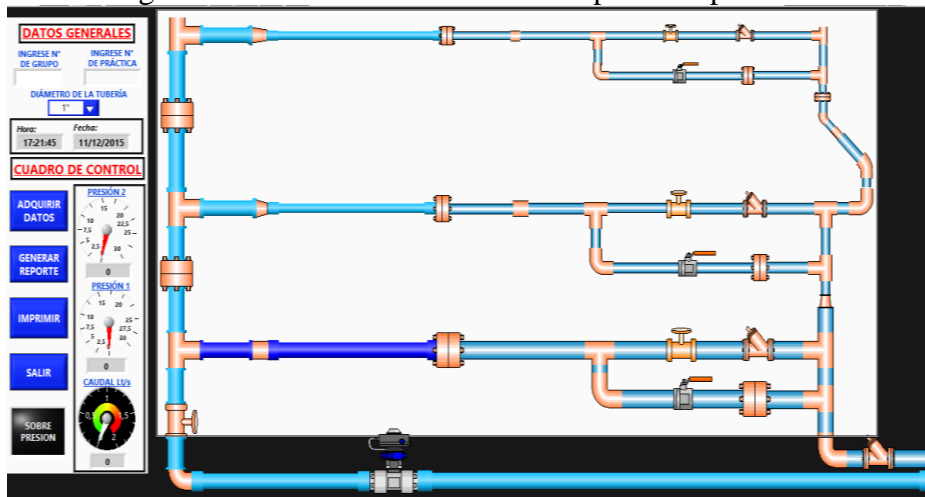 DATOS GENERALES
INGRESE N° DE GRUPO
INGRESE N° DE PRÁCTICA
DIÁMETRO DE LA TUBERÍA
1"
Hora:
Fecha:
17:21:45
11/12/2015
CUADRO DE CONTROL
ADQUIRIR
DATOS
GENERAR
REPORTE
IMPRIMIR
SALIR
SOBRE
PRESION
PRESIÓN 2
2,5
5
7,5
10
15
20
22,5
25
30
0
PRESIÓN 1
2,5
5
7,5
10
15
20
25
27,5
30
0
CAUDAL Lt/s
0,5
1
1,5
2
0